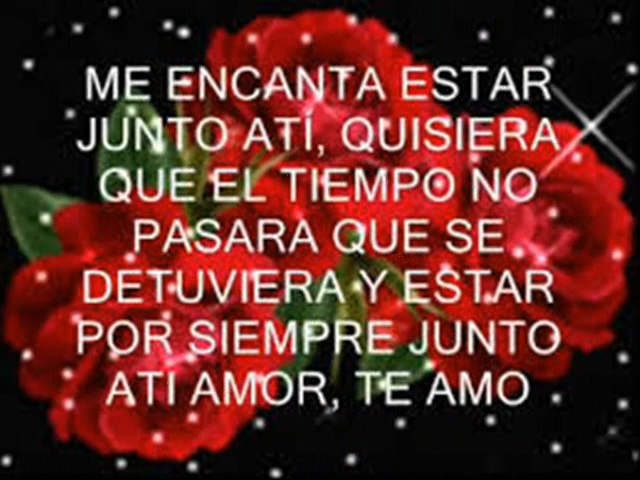 ME ENCANTA ESTAR
JUNTO ATÍ, QUISIERA
QUE EL TIEMPO NO
PASARA QUE SE
DETUVIERA Y ESTAR
POR SIEMPRE JUNTO
ATI AMOR, TE AMO